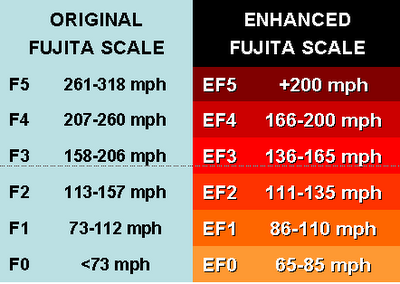 ORIGINAL
FUJITA SCALE
ENHANCED
FUJITA SCALE
F5 261-318 mph EF5 +200 mph
F4 207-260 mph EF4 166-200 mph
F3 158-206 mph EF3 136-165 mph
F2 113-157 mph EF2 111-135 mph
F1 73-112 mph EF1 86-110 mph
F0 <73 mph EF0 65-85 mph